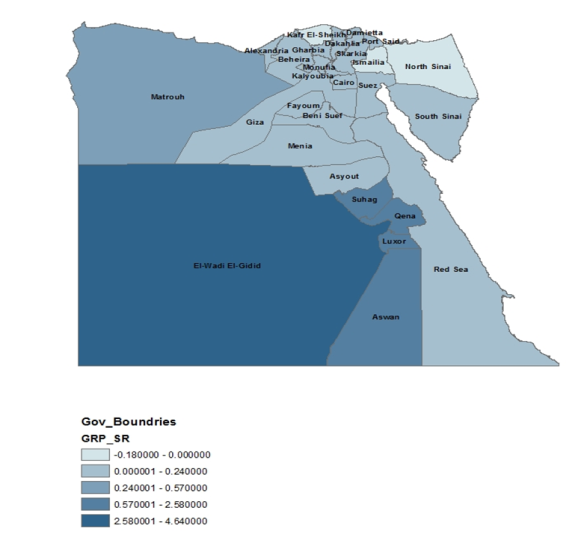 Kafr El-Sheikh
Damietta
Dakahlia
Port Said
Alexandria
Gharbia
Skarkia
Beheira
Monufia
Ismailia
North Sinai
Kalyoubia
Cairo
Suez
Matrouh
Fayoum
Giza
Beni Suef
South Sinai
Menia
Asyout
Suhag
Qena
Luxor
El-Wadi El-Gidid
Red Sea
Aswan
Gov_Boundries
GRP_SR
-0.180000 - 0.000000
0.000001 - 0.240000
0.240001 - 0.570000
0.570001 - 2.580000
2.580001 - 4.640000